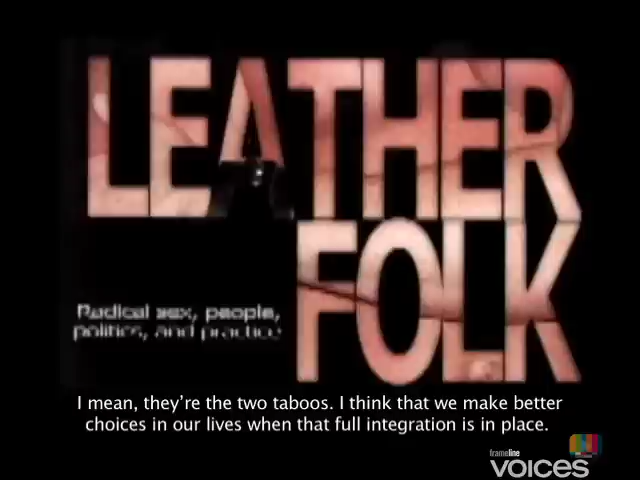 LEATHER
FOLK
Radical sex, people,
politics, and practice
I mean, they're the two taboos. I think that we make better
choices in our lives when that full integration is in place.
frameline
VOICES